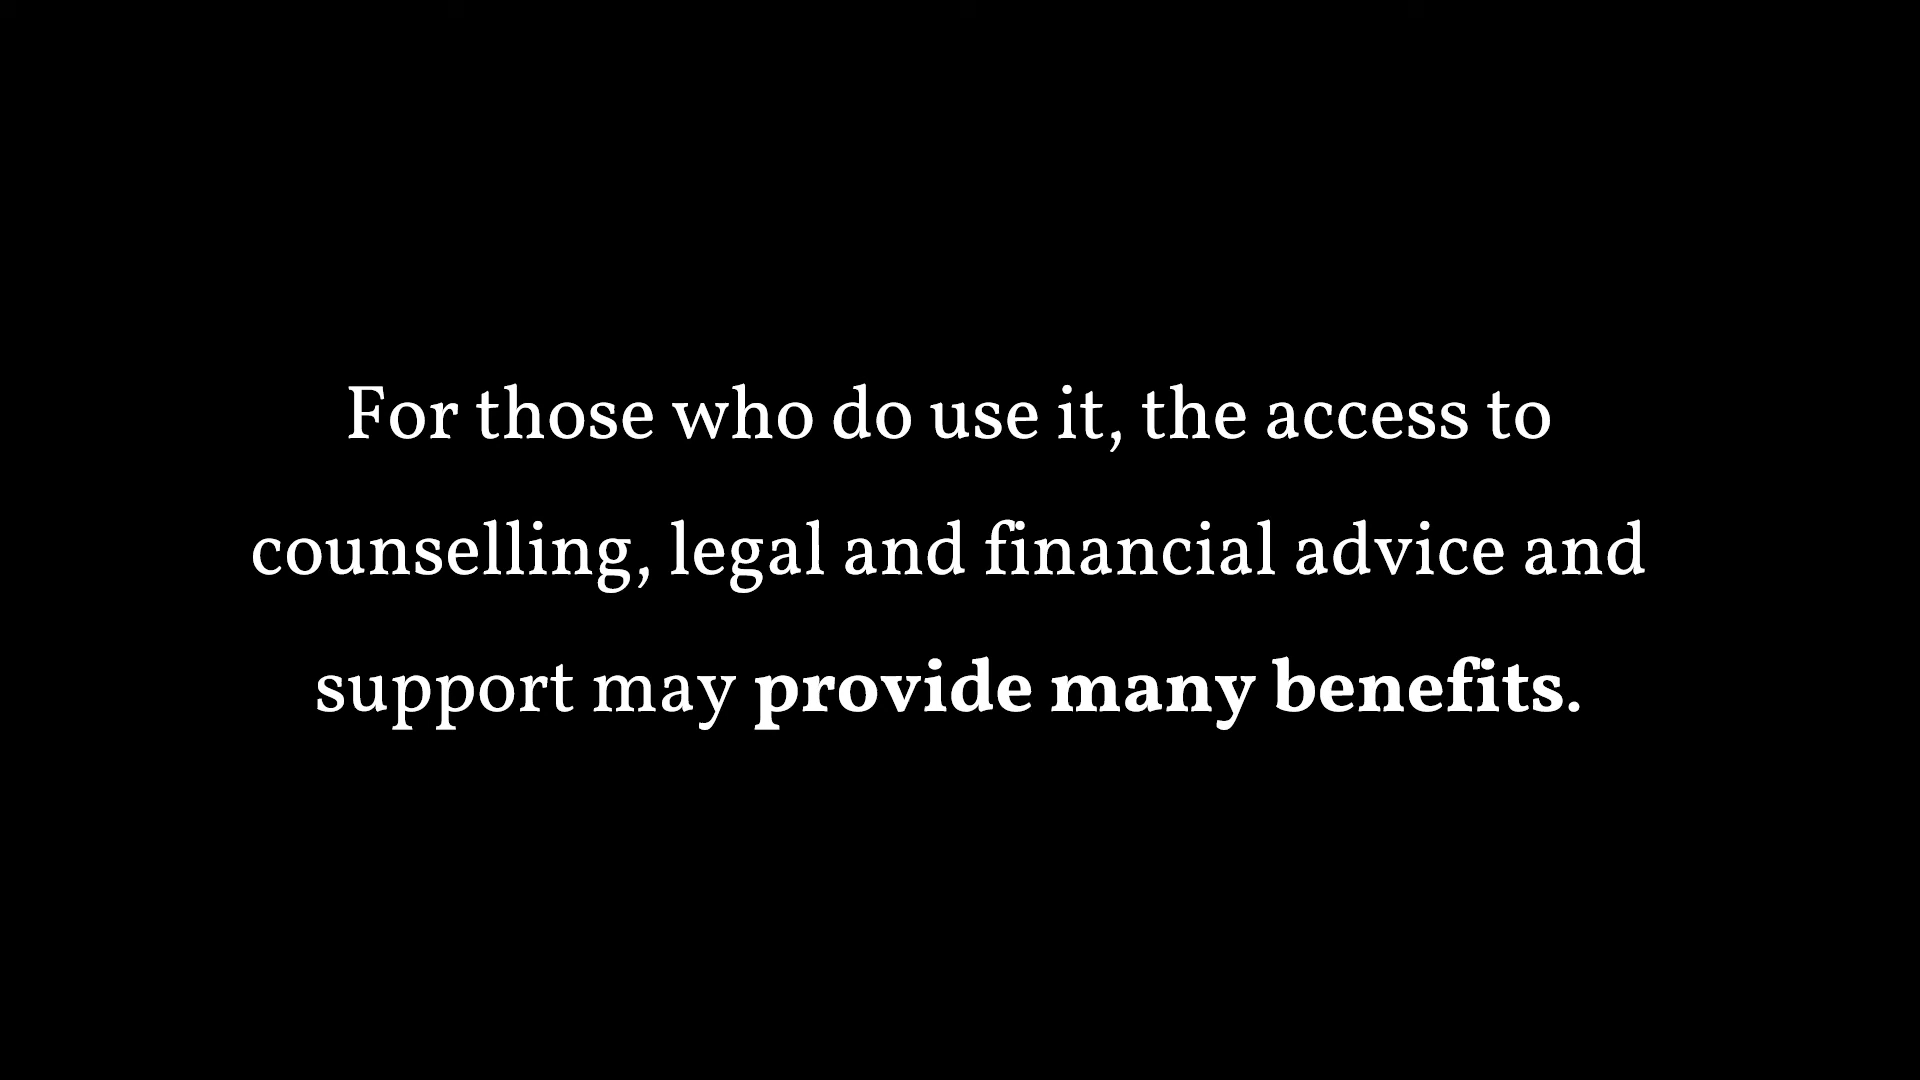 For those who do use it, the access to
counselling, legal and financial advice and
support may provide many benefits.